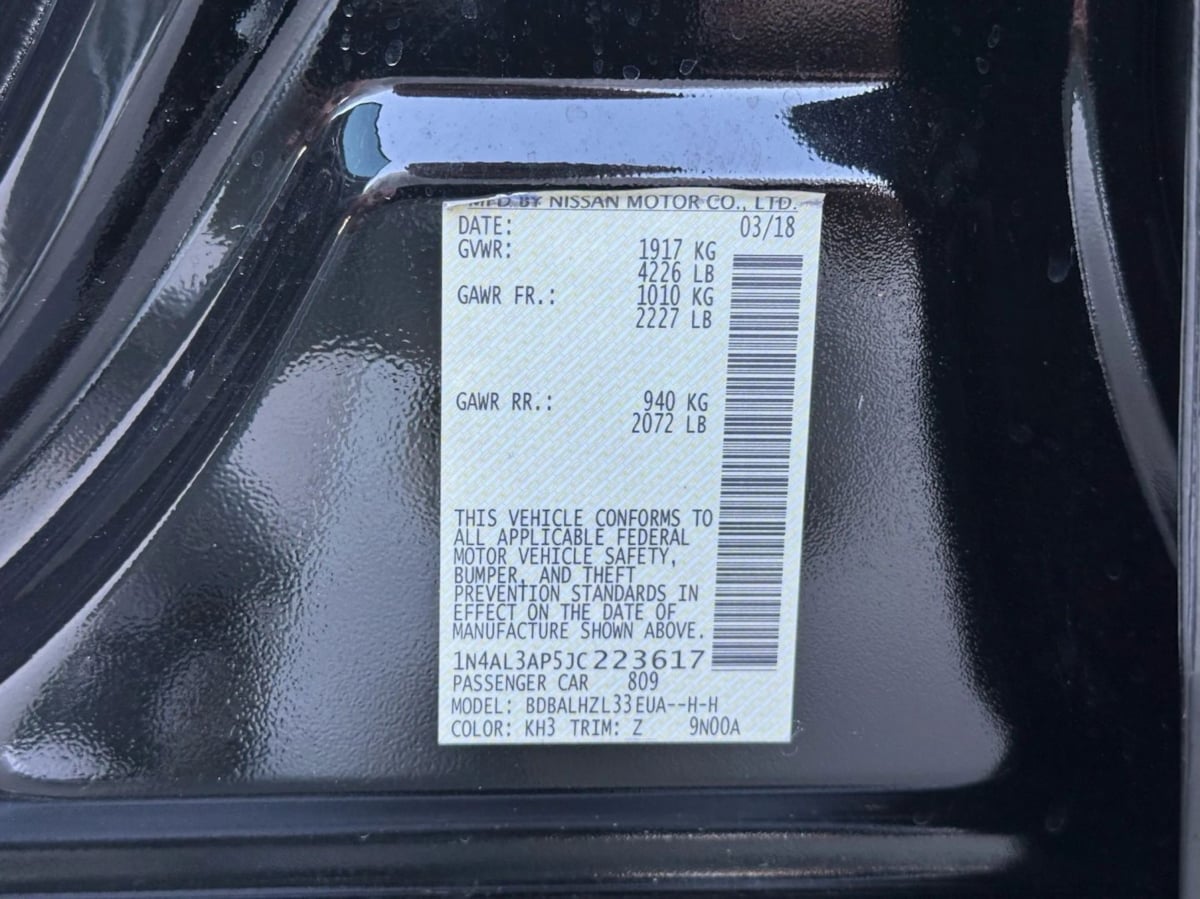 MFD BY NISSAN MOTOR CO., LTD.
DATE: 03/18
GVWR: 1917 KG
4226 LB
GAWR FR.: 1010 KG
2227 LB
GAWR RR.: 940 KG
2072 LB
THIS VEHICLE CONFORMS TO
ALL APPLICABLE FEDERAL
MOTOR VEHICLE SAFETY,
BUMPER, AND THEFT
PREVENTION STANDARDS IN
EFFECT ON THE DATE OF
MANUFACTURE SHOWN ABOVE.
1N4AL3AP5JC223617
PASSENGER CAR 809
MODEL: BDBALHZL33EUA--H-H
COLOR: KH3 TRIM: Z 9N00A